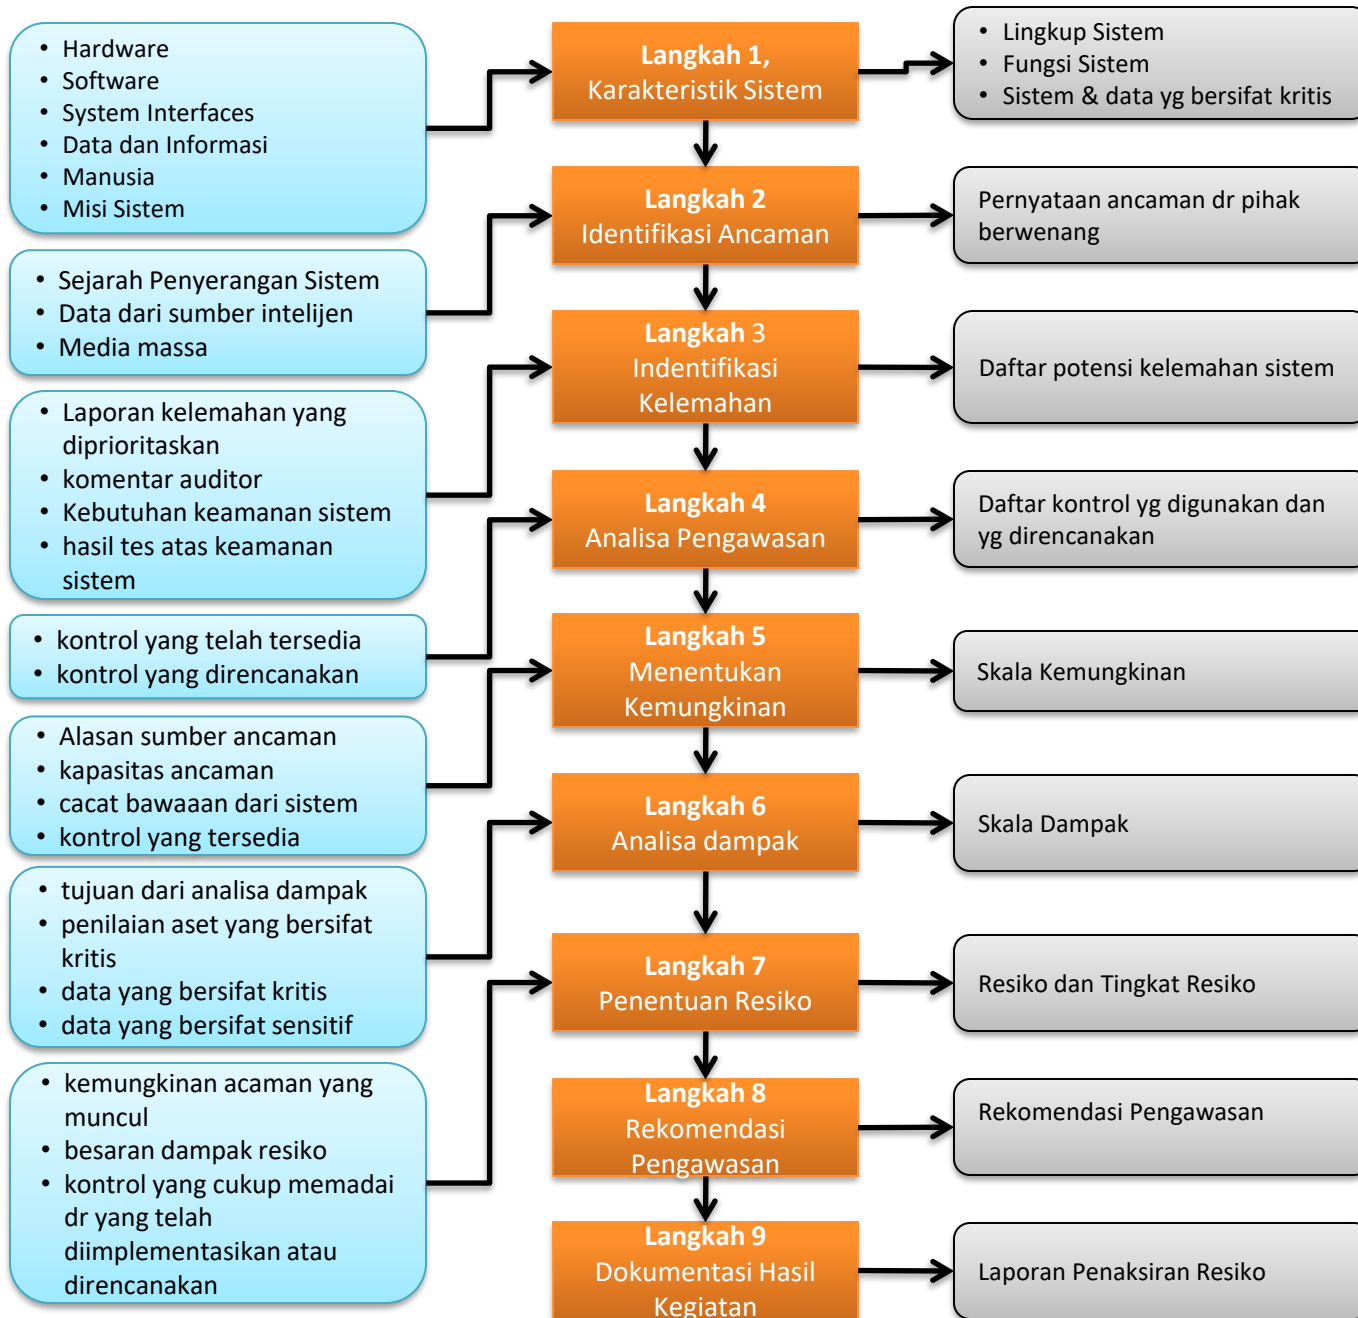 • Hardware
• Software
• System Interfaces
• Data dan Informasi
• Manusia
• Misi Sistem
Langkah 1,
Karakteristik Sistem
• Lingkup Sistem
• Fungsi Sistem
• Sistem & data yg bersifat kritis
• Sejarah Penyerangan Sistem
• Data dari sumber intelijen
• Media massa
Langkah 2
Identifikasi Ancaman
Pernyataan ancaman dr pihak
berwenang
• Laporan kelemahan yang
diprioritaskan
• komentar auditor
• Kebutuhan keamanan sistem
• hasil tes atas keamanan
sistem
Langkah 3
Indentifikasi
Kelemahan
Daftar potensi kelemahan sistem
• kontrol yang telah tersedia
• kontrol yang direncanakan
Langkah 4
Analisa Pengawasan
Daftar kontrol yg digunakan dan
yg direncanakan
• Alasan sumber ancaman
• kapasitas ancaman
• cacat bawaaan dari sistem
• kontrol yang tersedia
Langkah 5
Menentukan
Kemungkinan
Skala Kemungkinan
• tujuan dari analisa dampak
• penilaian aset yang bersifat
kritis
• data yang bersifat kritis
• data yang bersifat sensitif
Langkah 6
Analisa dampak
Skala Dampak
• kemungkinan acaman yang
muncul
• besaran dampak resiko
• kontrol yang cukup memadai
dr yang telah
diimplementasikan atau
direncanakan
Langkah 7
Penentuan Resiko
Resiko dan Tingkat Resiko
Langkah 8
Rekomendasi
Pengawasan
Rekomendasi Pengawasan
Langkah 9
Dokumentasi Hasil
Kegiatan
Laporan Penaksiran Resiko